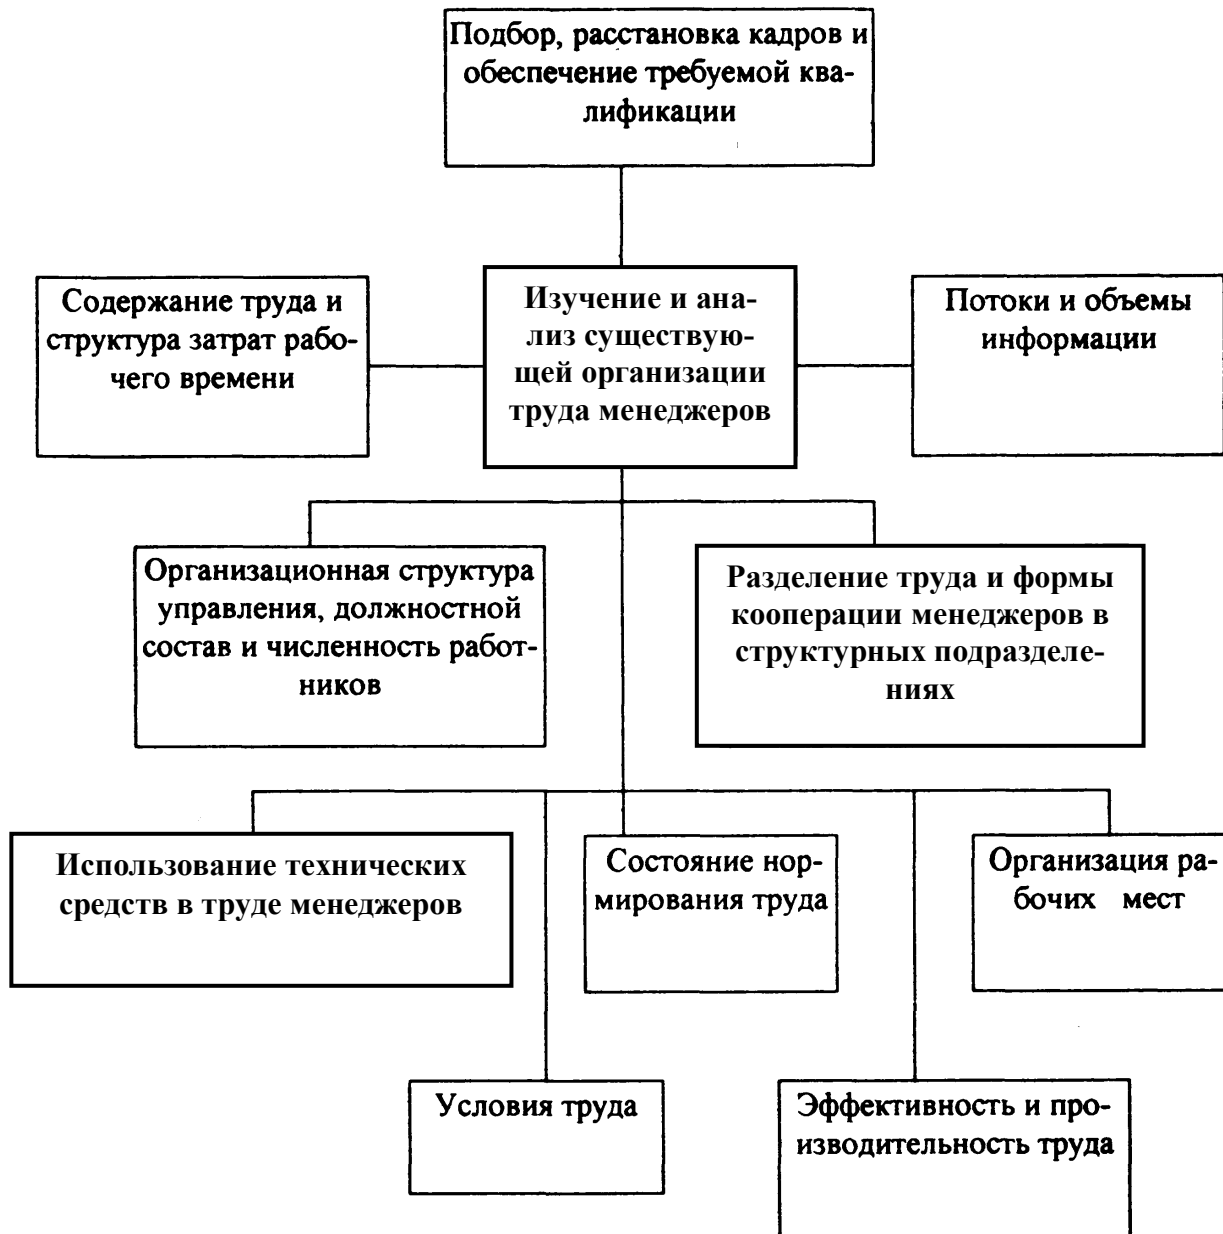 Подбор, расстановка кадров и
обеспечение требуемой ква-
лификации
Содержание труда и
структура затрат рабо-
чего времени
Изучение и ана-
лиз существую-
щей организации
труда менеджеров
Потоки и объемы
информации
Организационная структура
управления, должностной
состав и численность работ-
ников
Разделение труда и формы
кооперации менеджеров в
структурных подразделе-
ниях
Использование технических
средств в труде менеджеров
Состояние нор-
мирования труда
Организация ра-
бочих мест
Условия труда
Эффективность и про-
изводительность труда